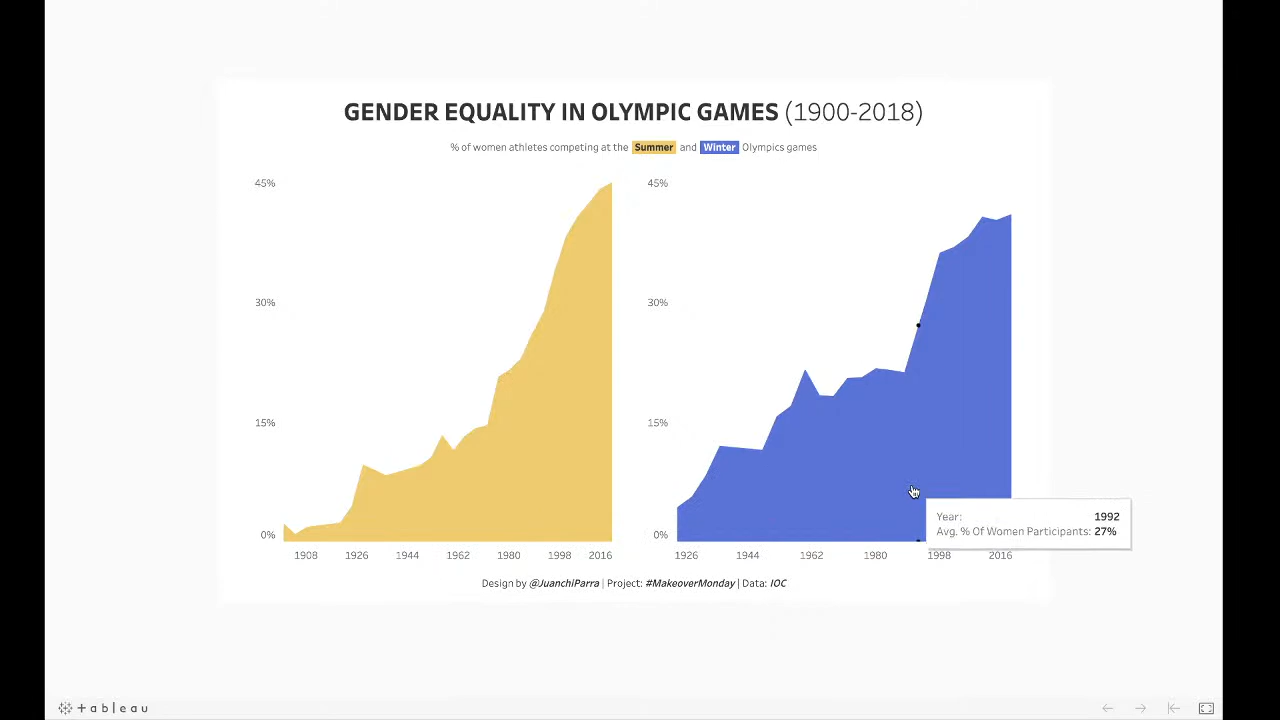 GENDER EQUALITY IN OLYMPIC GAMES (1900-2018)
% of women athletes competing at the Summer and Winter Olympics games
45%
30%
15%
0%
1908 1926 1944 1962 1980 1998 2016
45%
30%
15%
0%
1926 1944 1962 1980 1998 2016
Year: 1992
Avg. % Of Women Participants: 27%
Design by @JuanchiParra | Project: #MakeoverMonday | Data: IOC
+ableau